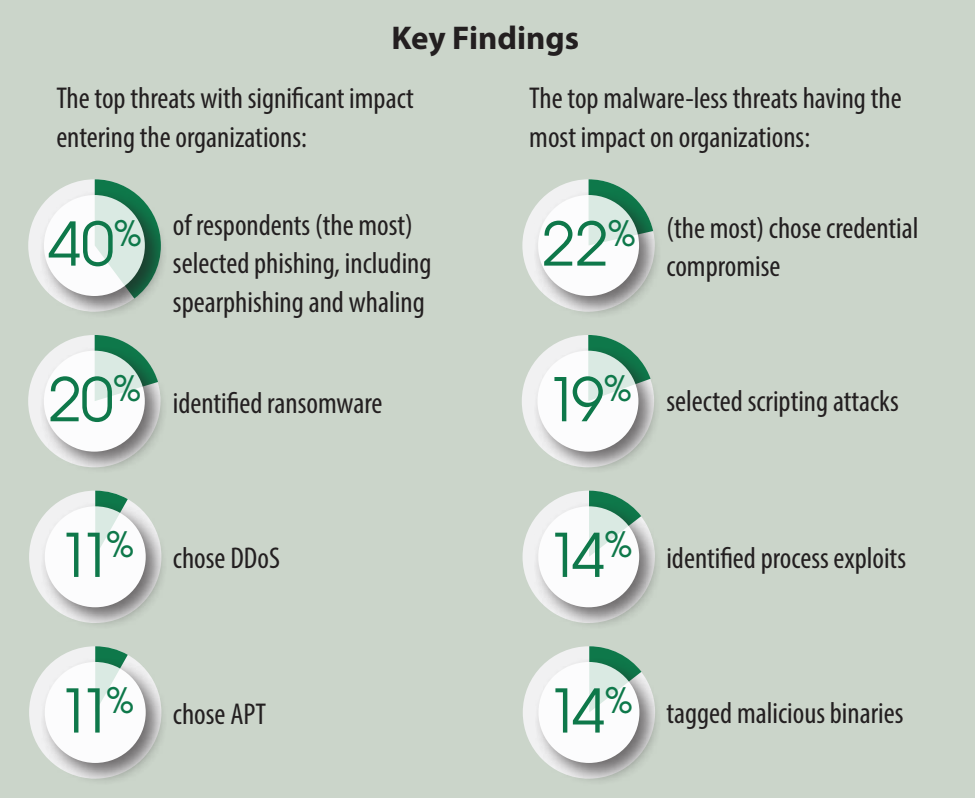 Key Findings
The top threats with significant impact
entering the organizations:
40%
of respondents (the most)
selected phishing, including
spearphishing and whaling
20%
identified ransomware
11%
chose DDoS
11%
chose APT
The top malware-less threats having the
most impact on organizations:
22%
(the most) chose credential
compromise
19%
selected scripting attacks
14%
identified process exploits
14%
tagged malicious binaries